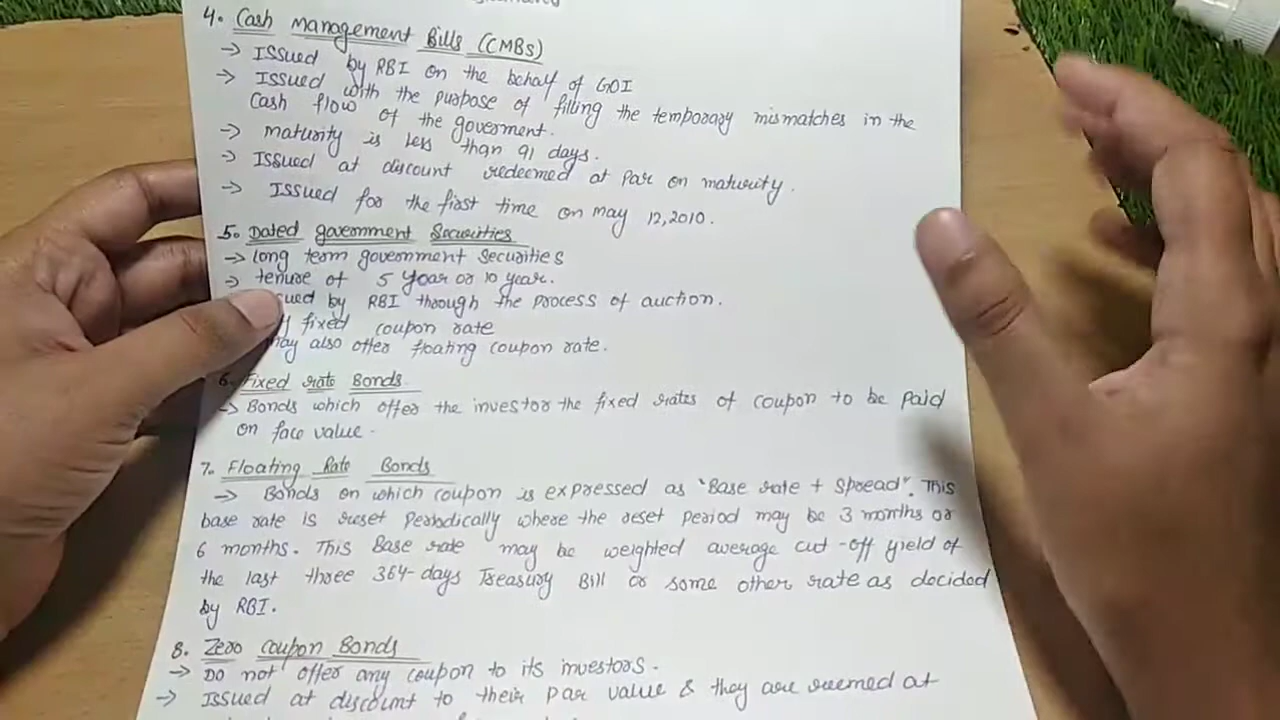 4. Cash management Bills (CMBs)
→ Issued by RBI on the behalf of GOI
→ Issued with the purpose of filling the temporary mismatches in the
Cash flow of the goverment.
→ maturity is less than 91 days.
→ Issued at discount redeemed at Par on maturity.
→ Issued for the first time on may 12,2010.
5. Dated government Securities
→ long term government securities
→ tenure of 5 year or 10 year.
sued by RBI through the process of auction.
fixed coupon rate
may also offer floating coupon rate.
6. Fixed rate Bonds
→ Bonds which offer the investor the fixed rates of coupon to be paid
on face value.
7. Floating Rate Bonds
→ Bonds on which coupon is expressed as "Base rate + Spread". This
base rate is reset Periodically where the reset period may be 3 months or
6 months. This Base rate may be weighted average cut-off yield of
the last three 364-days Treasury Bill or some other rate as decided
by RBI.
8. Zero coupon Bonds
→ Do not offer any coupon to its investors.
→ Issued at discount to their par value & they are reemed at